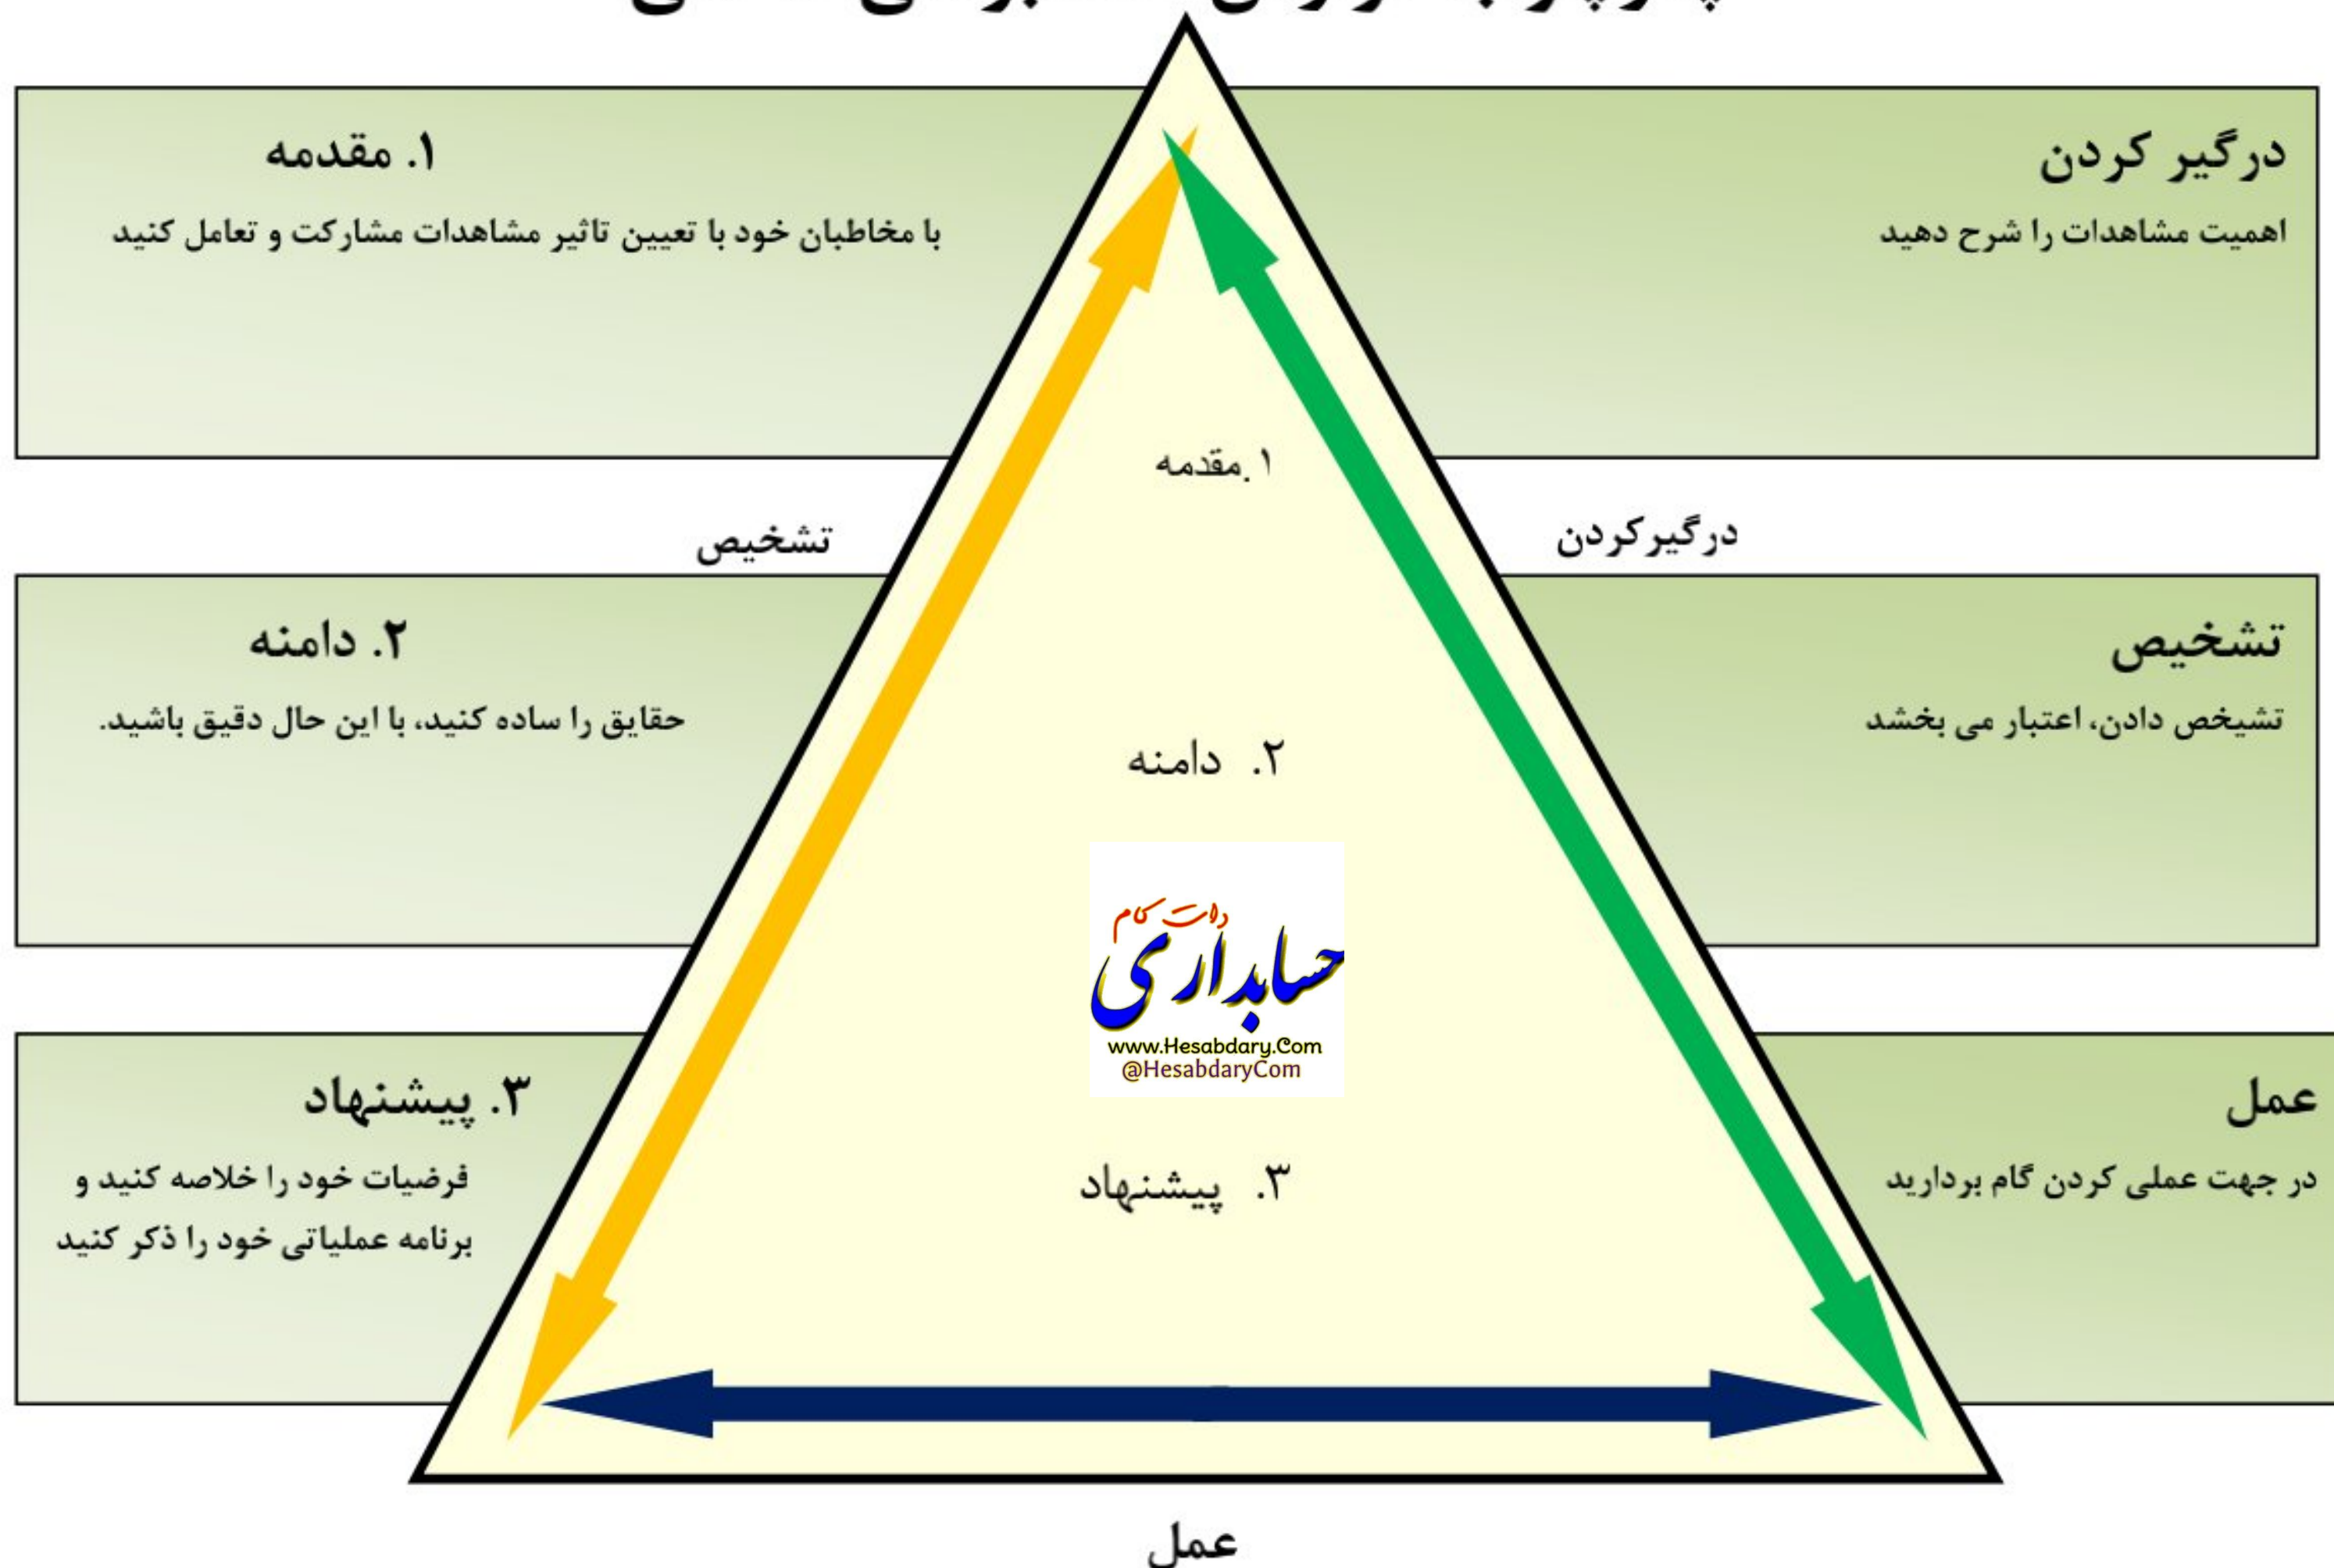 درگیر کردن
اهمیت مشاهدات را شرح دهید
۱. مقدمه
با مخاطبان خود با تعیین تاثیر مشاهدات مشارکت و تعامل کنید
۱.مقدمه
درگیرکردن
تشخیص
تشخیص
تشیخص دادن، اعتبار می بخشد
۲. دامنه
حقایق را ساده کنید، با این حال دقیق باشید.
۲. دامنه
دات کام
حسابداری
www.Hesabdary.Com
@HesabdaryCom
عمل
در جهت عملی کردن گام بردارید
۳. پیشنهاد
فرضیات خود را خلاصه کنید و
برنامه عملیاتی خود را ذکر کنید
۳. پیشنهاد
عمل